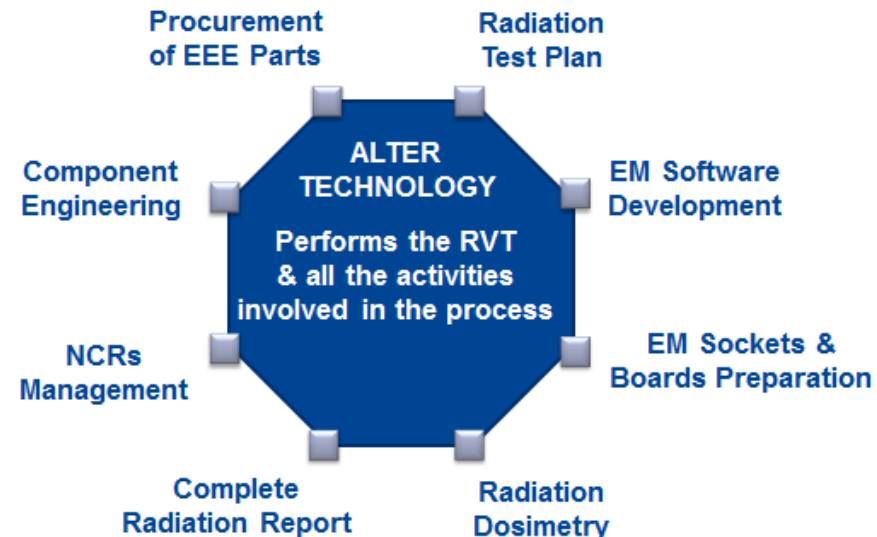 Procurement
of EEE Parts
Radiation
Test Plan
Component
Engineering
ALTER
TECHNOLOGY
Performs the RVT
& all the activities
involved in the process
EM Software
Development
NCRs
Management
EM Sockets &
Boards Preparation
Complete
Radiation Report
Radiation
Dosimetry